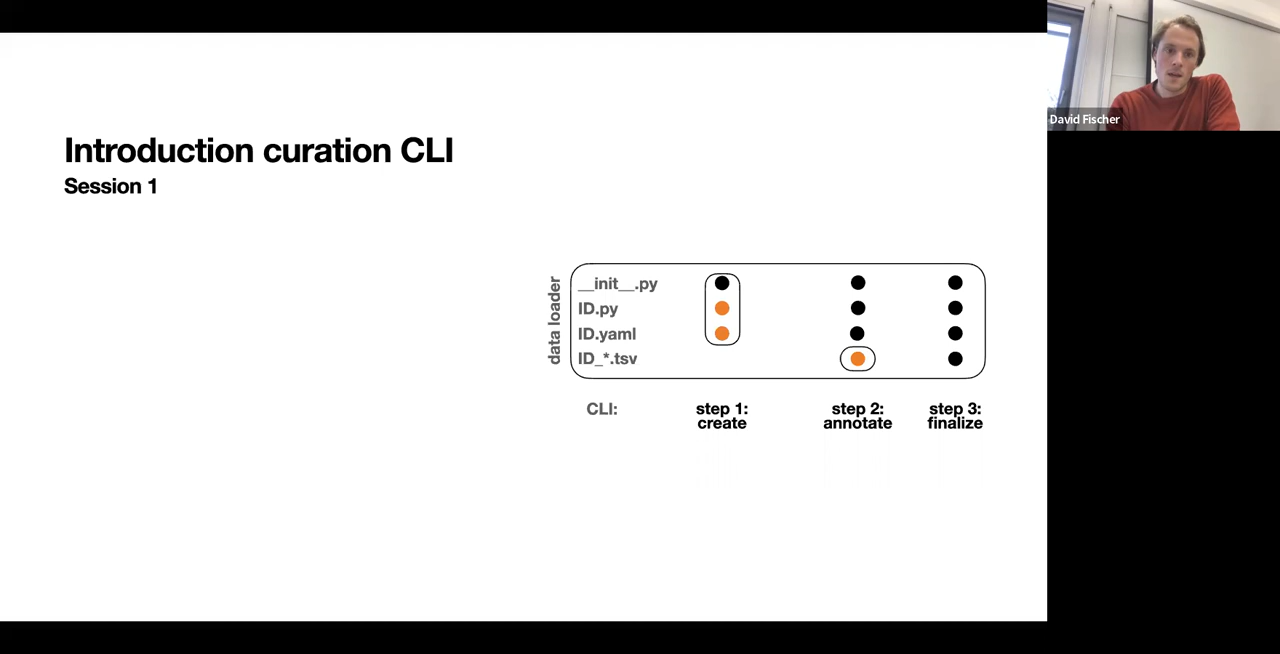 Introduction curation CLI
Session 1
data loader
__init__.py
ID.py
ID.yaml
ID_*.tsv
CLI:
step 1:
create
step 2:
annotate
step 3:
finalize
David Fischer